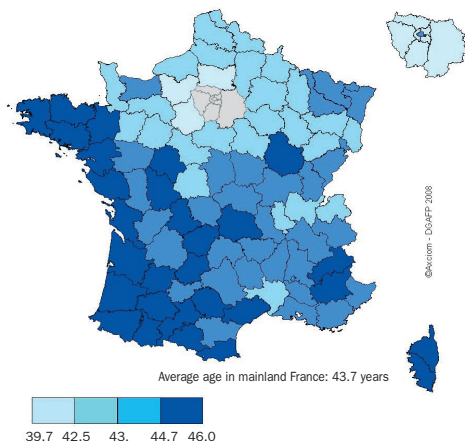 ©Axciom - DGAFP 2008
Average age in mainland France: 43.7 years
39.7 42.5 43. 44.7 46.0